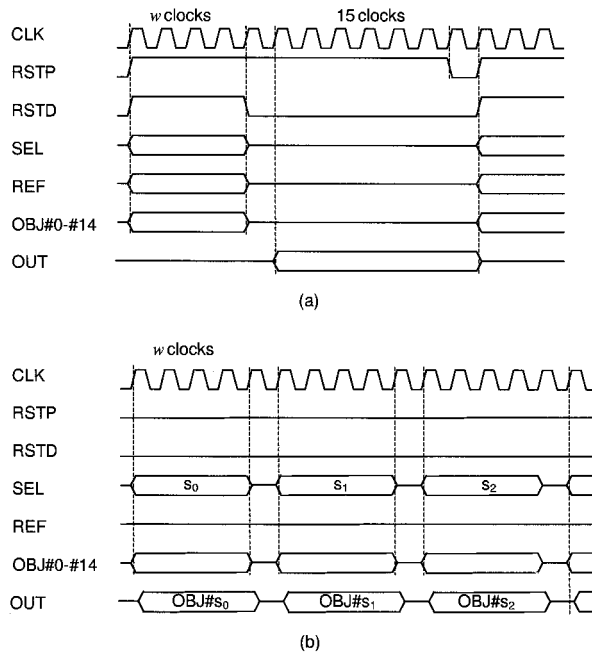 w clocks 15 clocks
CLK
RSTP
RSTD
SEL
REF
OBJ#0-#14
OUT
(a)
w clocks
CLK
RSTP
RSTD
SEL s0 s1 s2
REF
OBJ#0-#14
OUT OBJ#s0 OBJ#s1 OBJ#s2
(b)